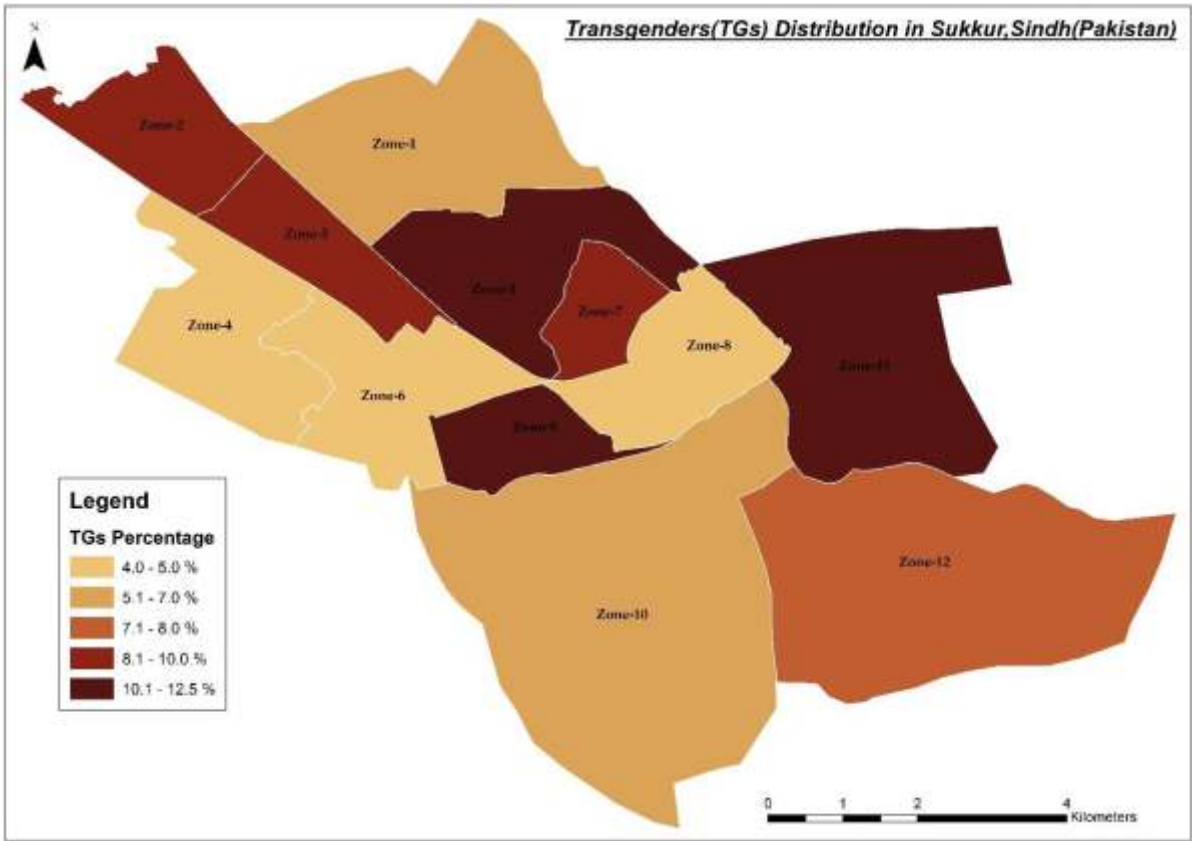 Transgenders(TGs) Distribution in Sukkur,Sindh(Pakistan)
N
Zone-2
Zone-1
Zone-3
Zone-7
Zone-4
Zone-8
Zone-6
Zone-9
Zone-12
Zone-10
Legend
TGs Percentage
4.0 - 5.0 %
5.1 - 7.0 %
7.1 - 8.0 %
8.1 - 10.0 %
10.1 - 12.5 %
0 1 2 4
Kilometers